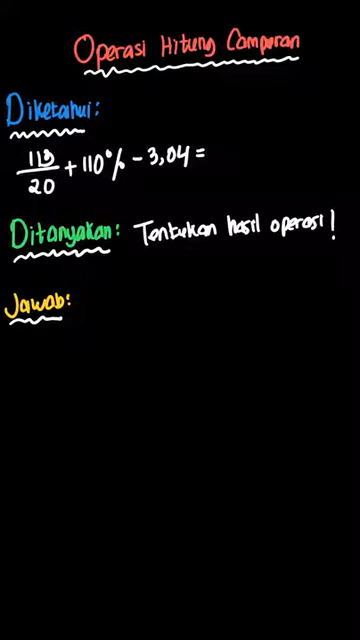 Operasi Hitung Campuran
Diketahui:
113/20 + 110% - 3,04 =
Ditanyakan: Tentukan hasil operasi!
Jawab: